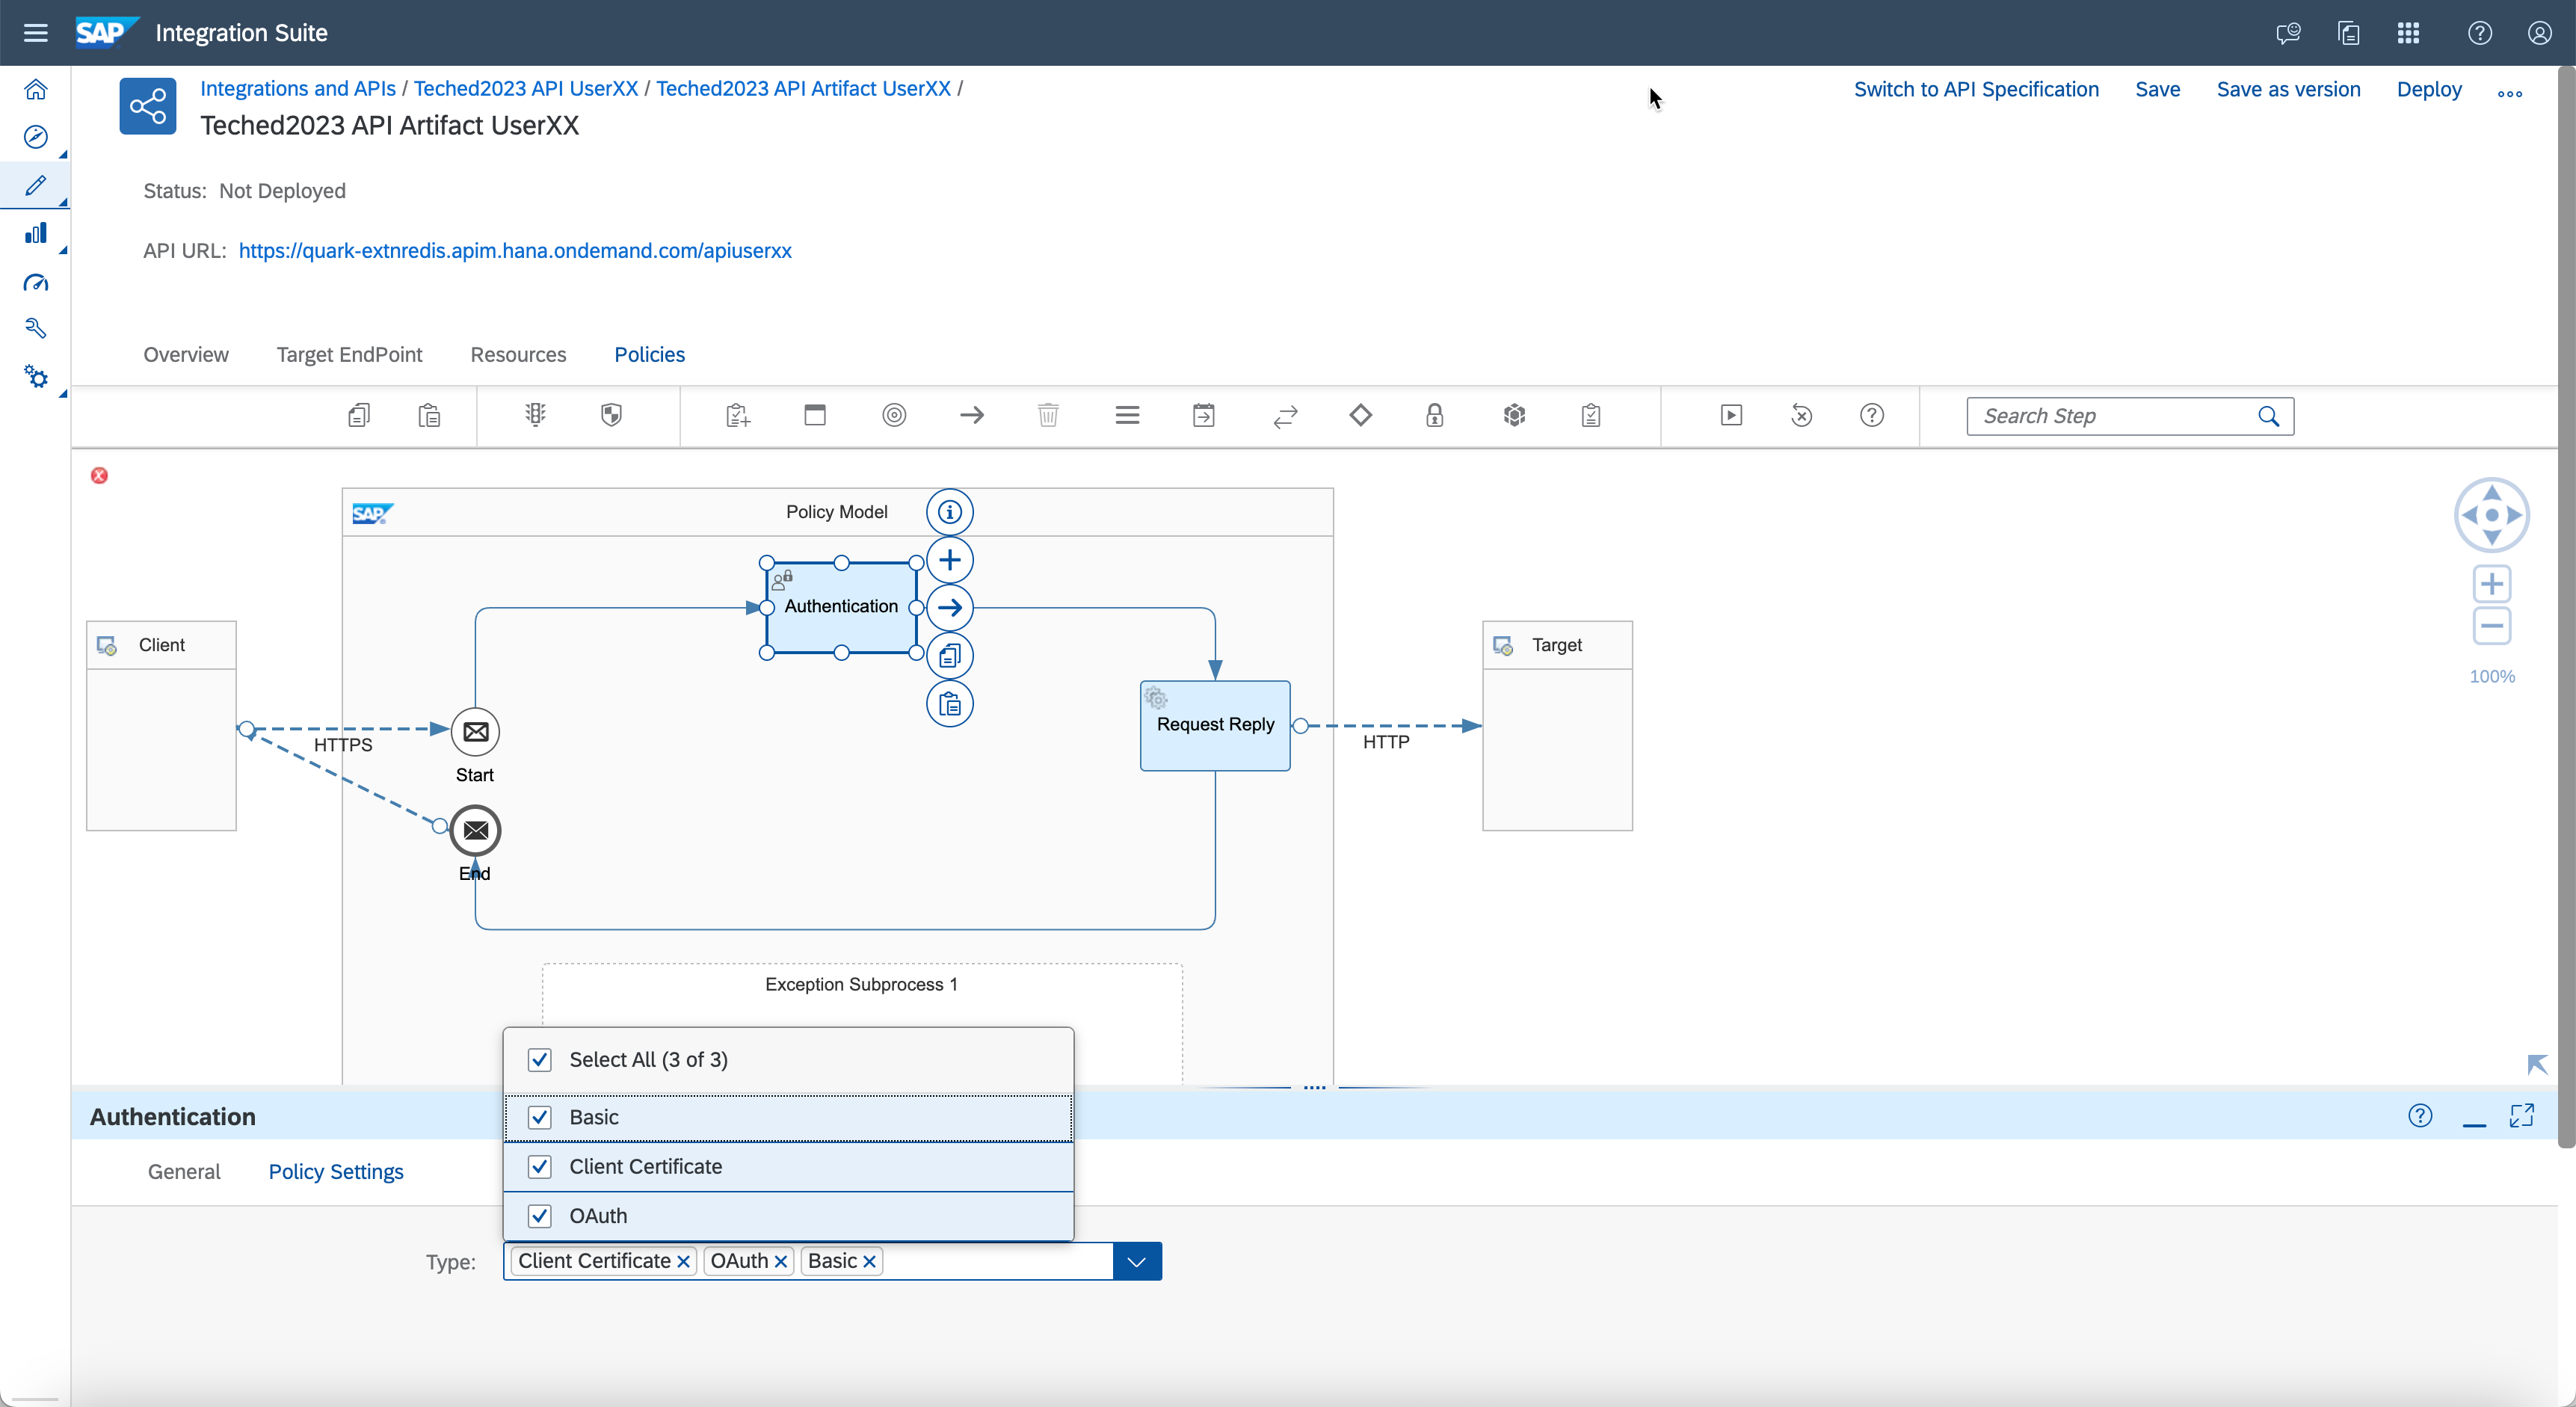 SAP Integration Suite
Integrations and APIs / Teched2023 API UserXX / Teched2023 API Artifact UserXX /
Switch to API Specification Save Save as version Deploy
Teched2023 API Artifact UserXX
Status: Not Deployed
API URL: https://quark-extnredis.apim.hana.ondemand.com/apiuserxx
Overview Target EndPoint Resources Policies
Search Step
SAP Policy Model
Authentication
Client
Target
Request Reply
HTTPS
HTTP
Start
End
100%
Exception Subprocess 1
Select All (3 of 3)
Authentication
Basic
General Policy Settings
Client Certificate
OAuth
Type: Client Certificate OAuth Basic